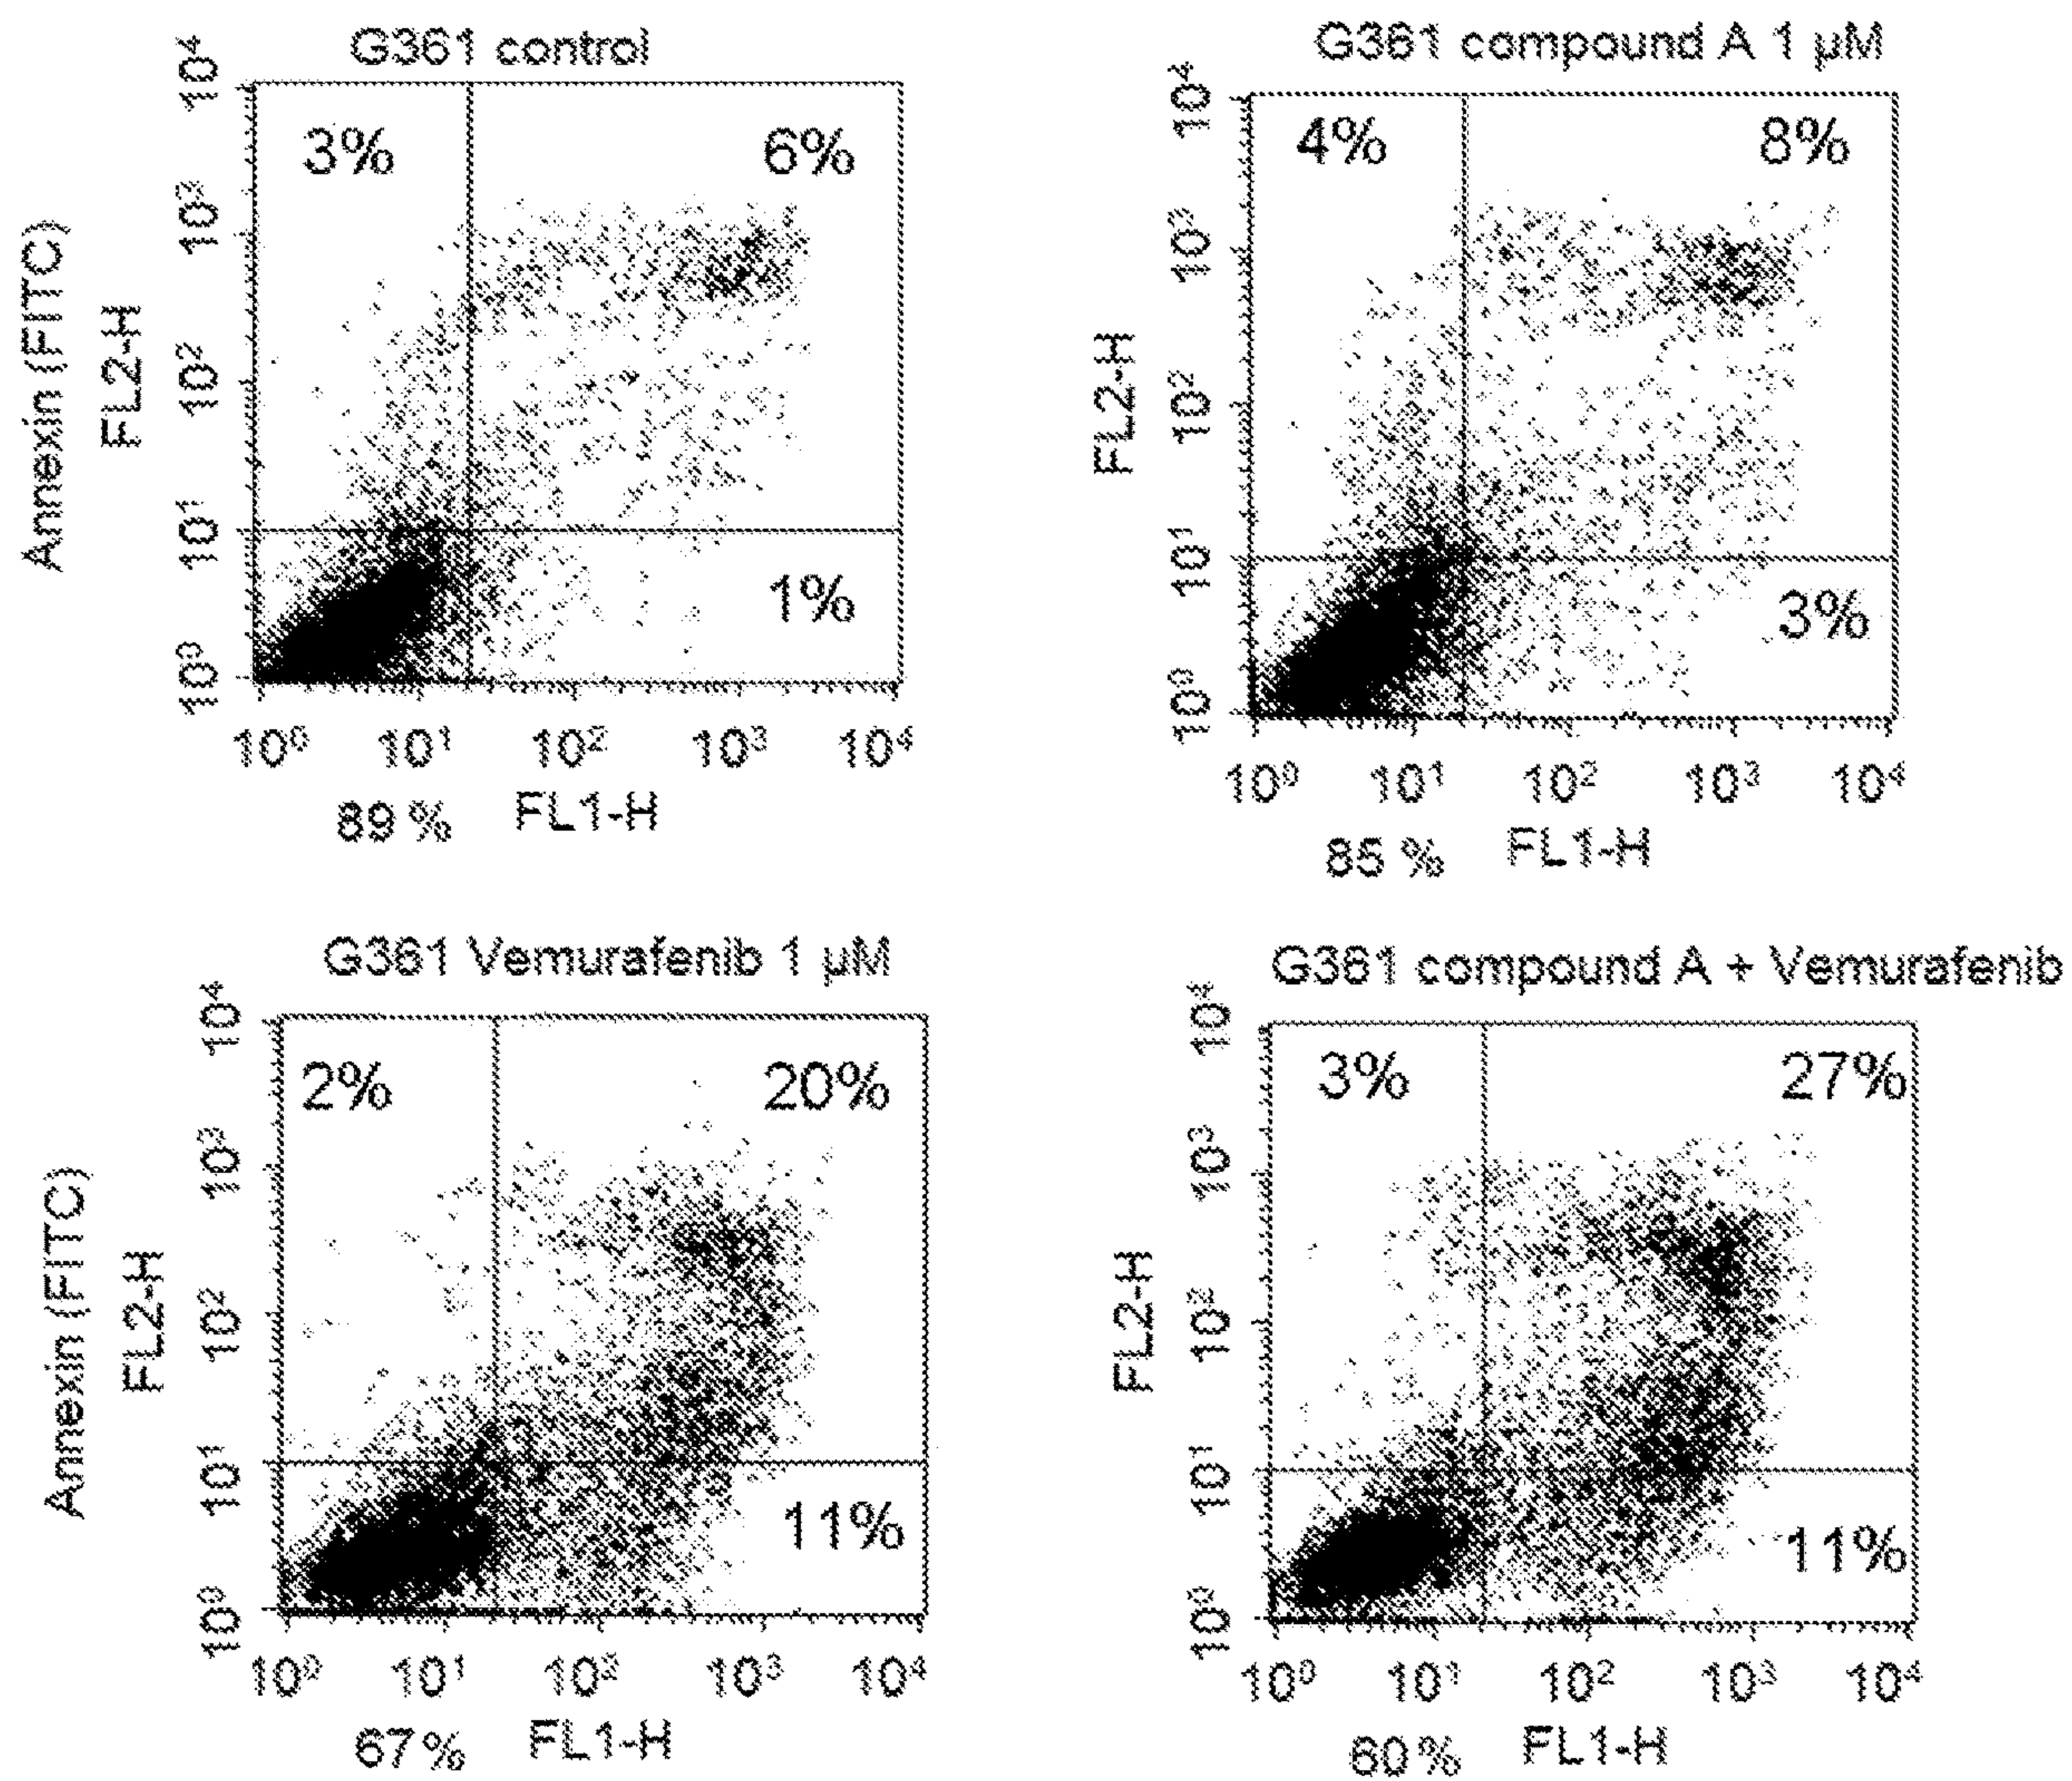 G361 control
Annexin (FITC)
FL2-H
10⁴
10³
10²
10¹
10⁰
3%
6%
1%
10⁰ 10¹ 10² 10³ 10⁴
89 %
FL1-H
G361 compound A 1 µM
FL2-H
10⁴
10³
10²
10¹
10⁰
4%
8%
3%
10⁰ 10¹ 10² 10³ 10⁴
85 %
FL1-H
G361 Vemurafenib 1 µM
Annexin (FITC)
FL2-H
10⁴
10³
10²
10¹
10⁰
2%
20%
11%
10⁰ 10¹ 10² 10³ 10⁴
67%
FL1-H
G361 compound A + Vemurafenib
FL2-H
10⁴
10³
10²
10¹
10⁰
3%
27%
11%
10⁰ 10¹ 10² 10³ 10⁴
60%
FL1-H